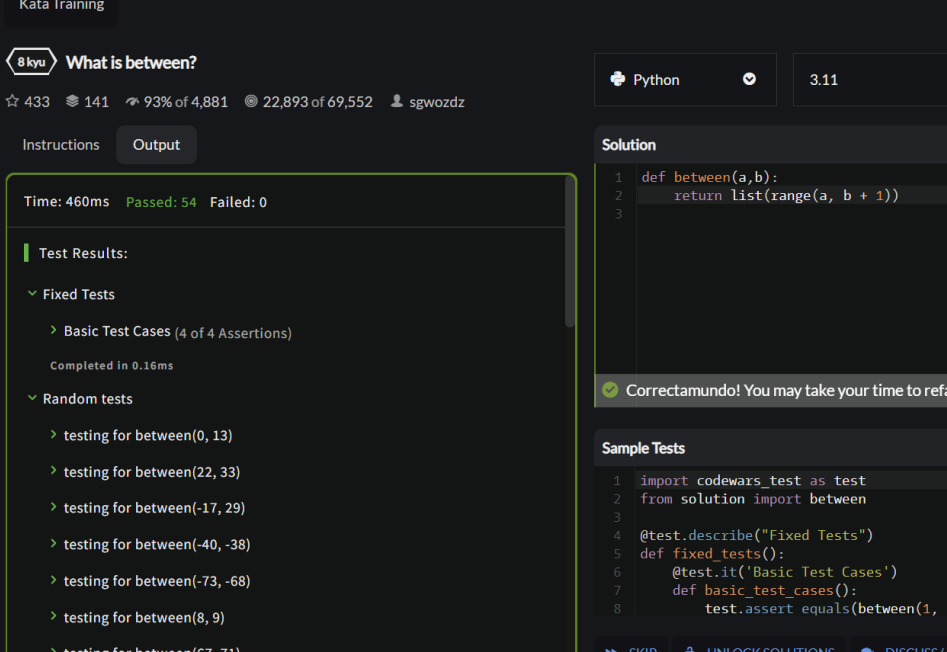 Kata Training
8 kyu What is between?
433 141 93% of 4,881 22,893 of 69,552 sgwozdz
Instructions Output
Time: 460ms Passed: 54 Failed: 0
Test Results:
Fixed Tests
Basic Test Cases (4 of 4 Assertions)
Completed in 0.16ms
Random tests
testing for between(0, 13)
testing for between(22, 33)
testing for between(-17, 29)
testing for between(-40, -38)
testing for between(-73, -68)
testing for between(8, 9)
testing for between(67, 71)
Python 3.11
Solution
1 def between(a,b):
2 return list(range(a, b + 1))
3
Correctamundo! You may take your time to refa
Sample Tests
1 import codewars_test as test
2 from solution import between
3
4 @test.describe("Fixed Tests")
5 def fixed_tests():
6 @test.it('Basic Test Cases')
7 def basic_test_cases():
8 test.assert_equals(between(1,
SKIP UNLOCK SOLUTIONS DISCUSS